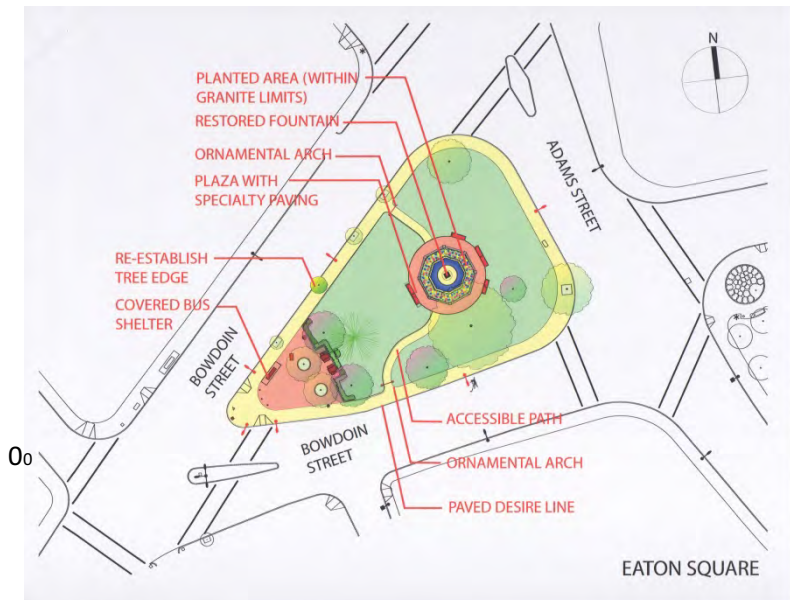 N
PLANTED AREA (WITHIN
GRANITE LIMITS)
RESTORED FOUNTAIN
ORNAMENTAL ARCH
PLAZA WITH
SPECIALTY PAVING
ADAMS STREET
RE-ESTABLISH
TREE EDGE
COVERED BUS
SHELTER
BOWDOIN
STREET
ACCESSIBLE PATH
BOWDOIN
STREET
00
ORNAMENTAL ARCH
PAVED DESIRE LINE
EATON SQUARE